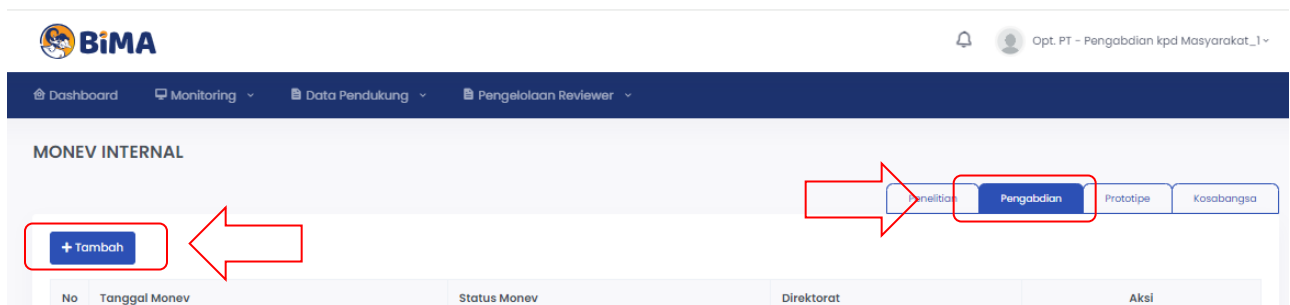 BiMA
Opt. PT - Pengabdian kpd Masyarakat_1
Dashboard Monitoring Data Pendukung Pengelolaan Reviewer
MONEV INTERNAL
Penelitian Pengabdian Prototipe Kosabangsa
+ Tambah
No Tanggal Monev Status Monev Direktorat Aksi